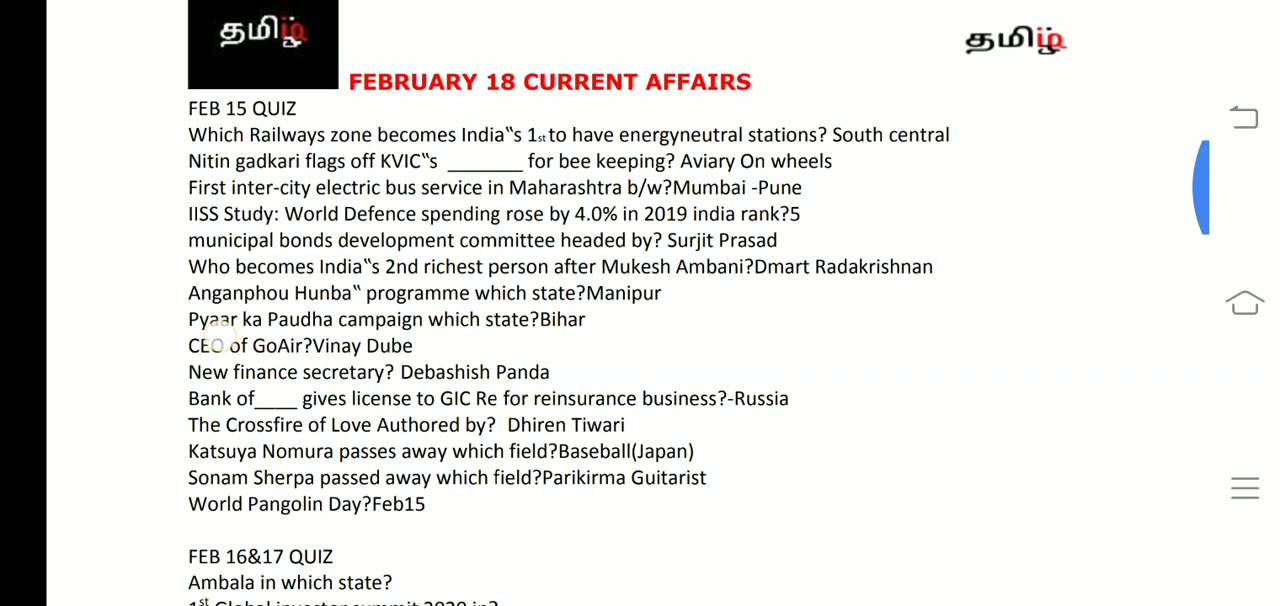 தமிழ்
தமிழ்
FEBRUARY 18 CURRENT AFFAIRS
FEB 15 QUIZ
Which Railways zone becomes India‟s 1st to have energyneutral stations? South central
Nitin gadkari flags off KVIC‟s _______ for bee keeping? Aviary On wheels
First inter-city electric bus service in Maharashtra b/w?Mumbai -Pune
IISS Study: World Defence spending rose by 4.0% in 2019 india rank?5
municipal bonds development committee headed by? Surjit Prasad
Who becomes India‟s 2nd richest person after Mukesh Ambani?Dmart Radakrishnan
Anganphou Hunba‟ programme which state?Manipur
Pyaar ka Paudha campaign which state?Bihar
CEO of GoAir?Vinay Dube
New finance secretary? Debashish Panda
Bank of____ gives license to GIC Re for reinsurance business?-Russia
The Crossfire of Love Authored by?  Dhiren Tiwari
Katsuya Nomura passes away which field?Baseball(Japan)
Sonam Sherpa passed away which field?Parikirma Guitarist
World Pangolin Day?Feb15
FEB 16&17 QUIZ
Ambala in which state?
1st Global investor summit 2020 in?